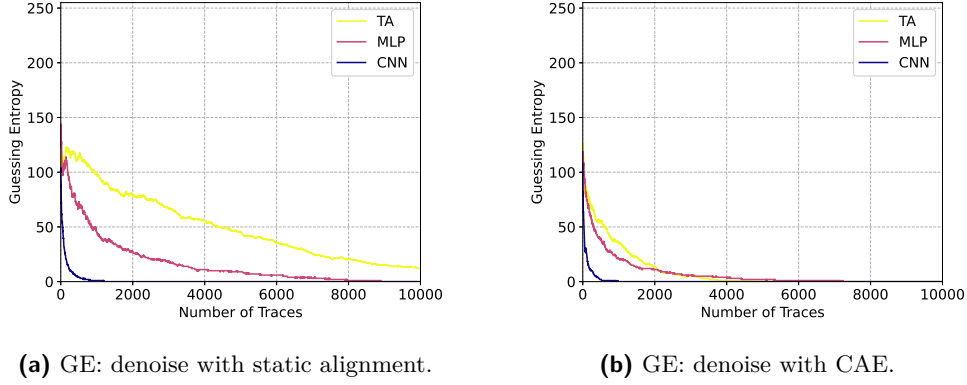 250
200
150
100
50
0
Guessing Entropy
TA
MLP
CNN
0 2000 4000 6000 8000 10000
Number of Traces
(a) GE: denoise with static alignment.
250
200
150
100
50
0
Guessing Entropy
TA
MLP
CNN
0 2000 4000 6000 8000 10000
Number of Traces
(b) GE: denoise with CAE.